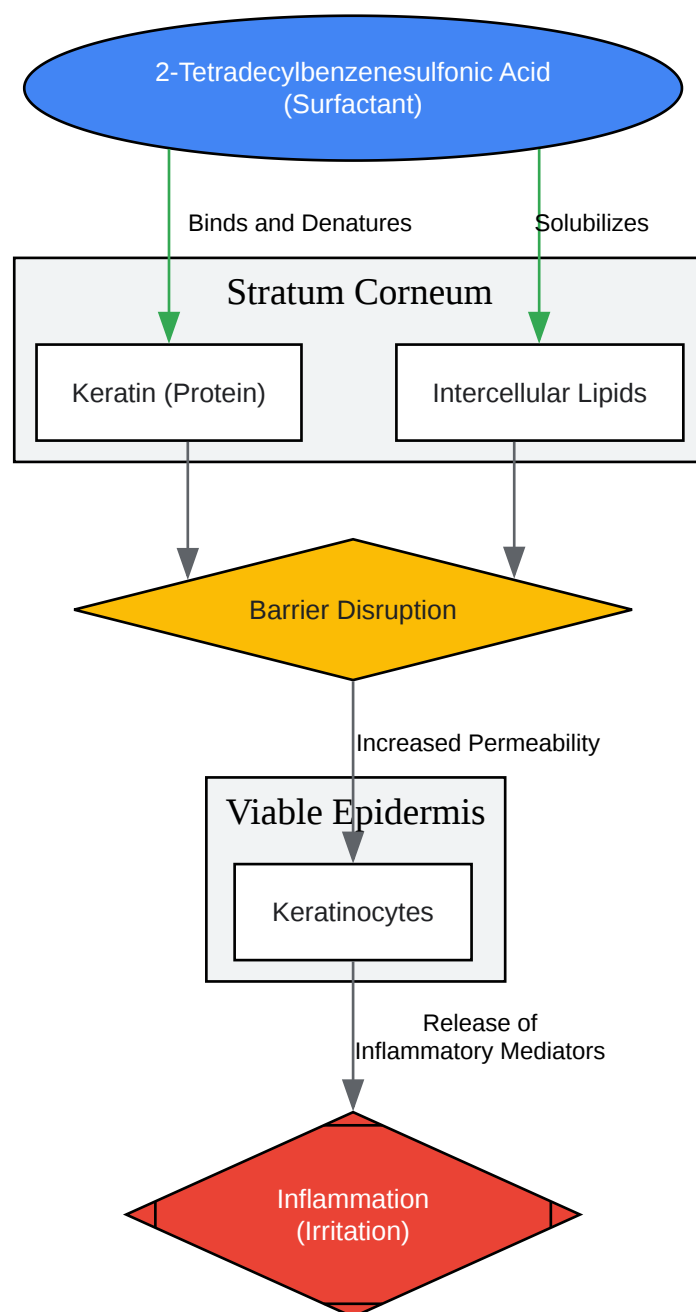 2-Tetradecylbenzenesulfonic Acid
(Surfactant)
Binds and Denatures
Solubilizes
Stratum Corneum
Keratin (Protein)
Intercellular Lipids
Barrier Disruption
Increased Permeability
Viable Epidermis
Keratinocytes
Release of
Inflammatory Mediators
Inflammation
(Irritation)